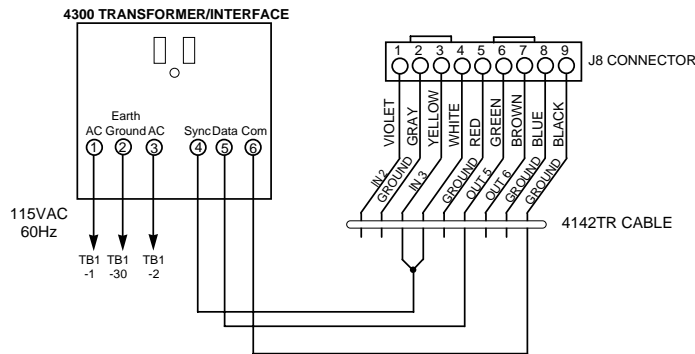 4300 TRANSFORMER/INTERFACE
Earth
AC Ground AC Sync Data Com
1 2 3 4 5 6
115VAC
60Hz
TB1 TB1 TB1
-1 -30 -2
1 2 3 4 5 6 7 8 9
J8 CONNECTOR
VIOLET
GRAY
YELLOW
WHITE
RED
GREEN
BROWN
BLUE
BLACK
IN 2
GROUND
IN 3
GROUND
OUT 5
OUT 6
GROUND
GROUND
4142TR CABLE